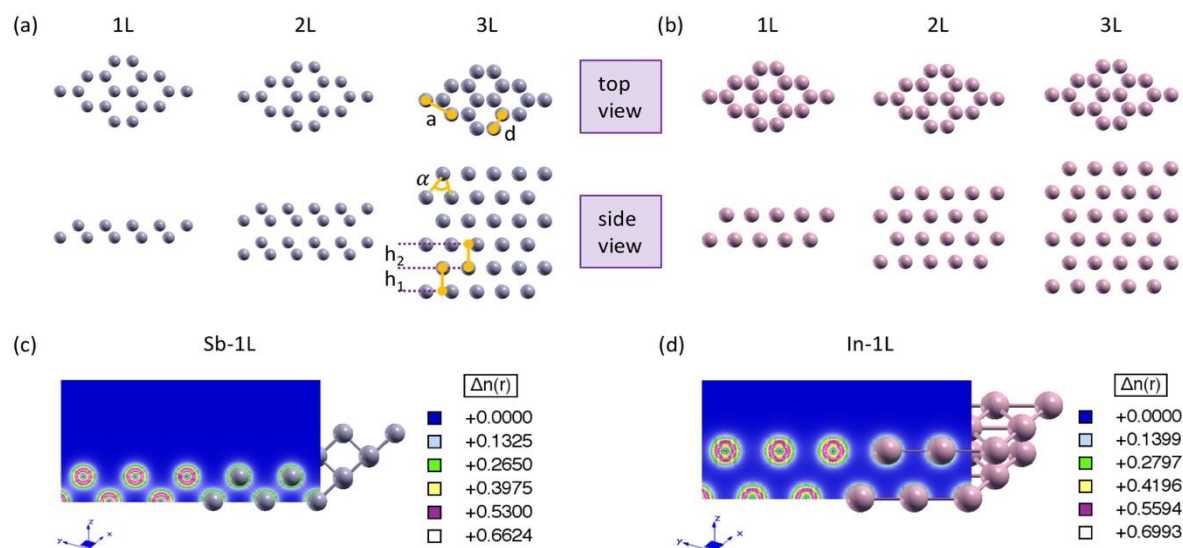 (a)
1L
2L
3L
(b)
1L
2L
3L
top
view
a
d
α
side
view
h₂
h₁
(c)
Sb-1L
(d)
In-1L
Δn(r)
+0.0000
+0.1325
+0.2650
+0.3975
+0.5300
+0.6624
z
y
x
Δn(r)
+0.0000
+0.1399
+0.2797
+0.4196
+0.5594
+0.6993
z
y
x